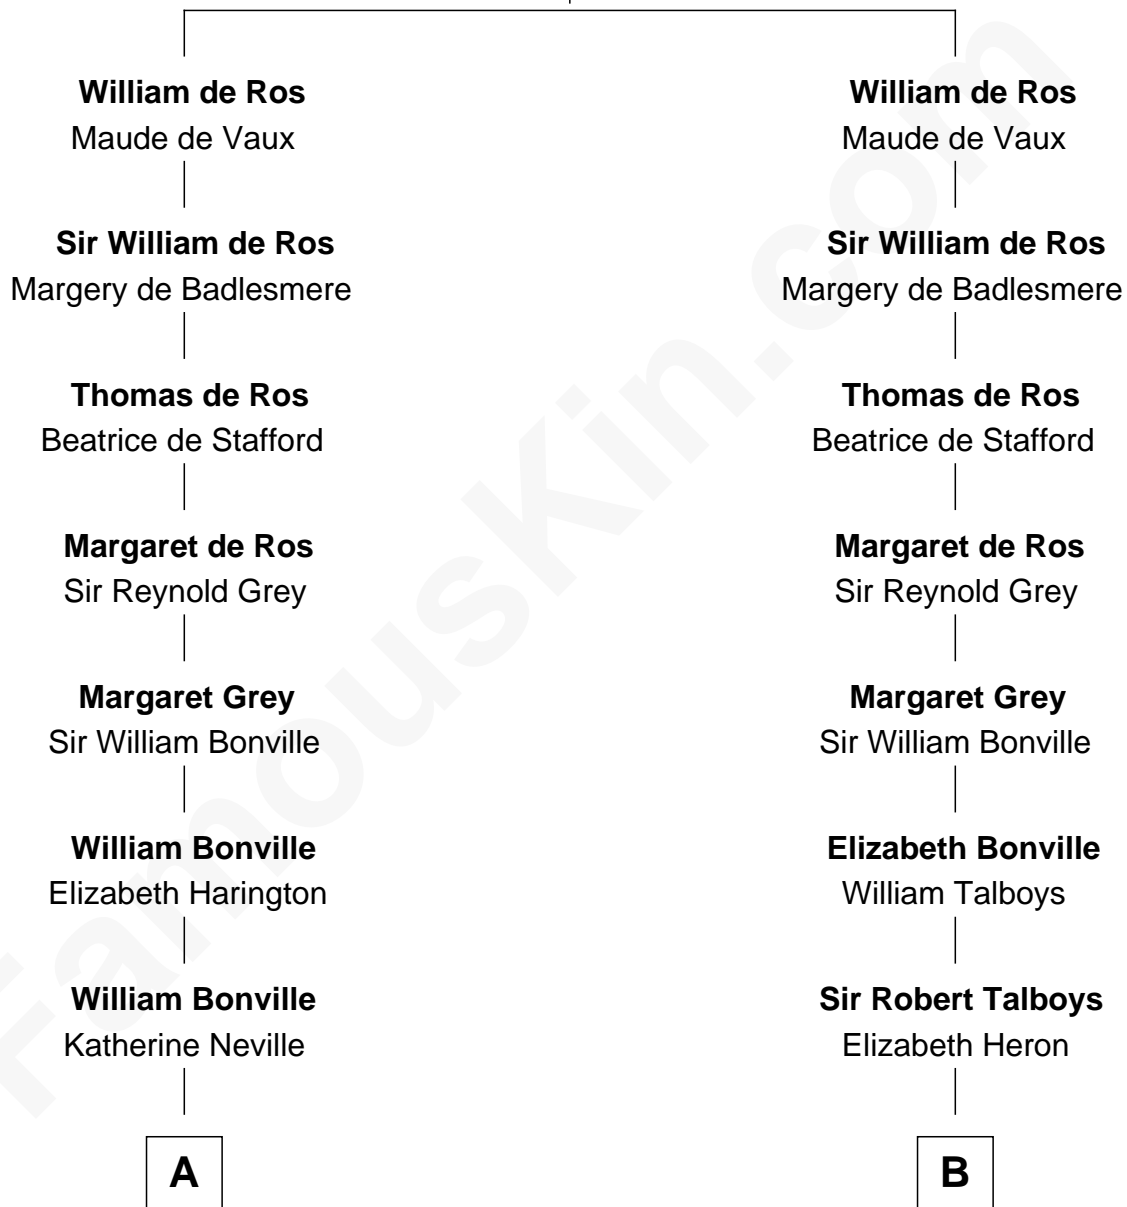 William de Ros
Maude de Vaux
Sir William de Ros
Margery de Badlesmere
Thomas de Ros
Beatrice de Stafford
Margaret de Ros
Sir Reynold Grey
Margaret Grey
Sir William Bonville
William Bonville
Elizabeth Harington
William Bonville
Katherine Neville
A
William de Ros
Maude de Vaux
Sir William de Ros
Margery de Badlesmere
Thomas de Ros
Beatrice de Stafford
Margaret de Ros
Sir Reynold Grey
Margaret Grey
Sir William Bonville
Elizabeth Bonville
William Talboys
Sir Robert Talboys
Elizabeth Heron
B
FamousKin.com